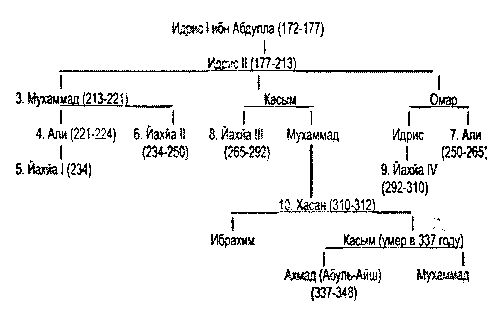 Идрис I ибн Абдулла (172-177)
Идрис II (177-213)
3. Мухаммад (213-221) Касым Омар
4. Али (221-224) 6. Йахйа II 8. Йахйа III Мухаммад Идрис 7. Али
(234-250) (265-292) (250-265)
5. Йахйа I (234) 9. Йахйа IV
(292-310)
10. Хасан (310-312)
Ибрахим Касым (умер в 337 году)
Ахмад (Абуль-Айш) Мухаммад
(337-348)